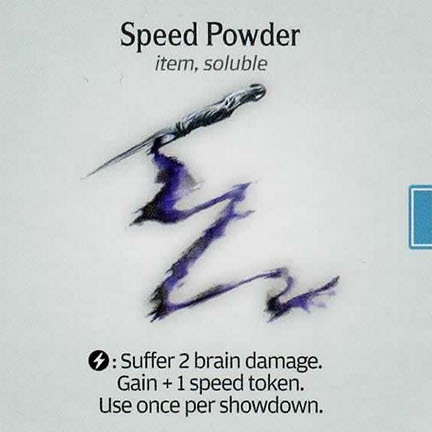 Speed Powder
item, soluble
: Suffer 2 brain damage.
Gain + 1 speed token.
Use once per showdown.